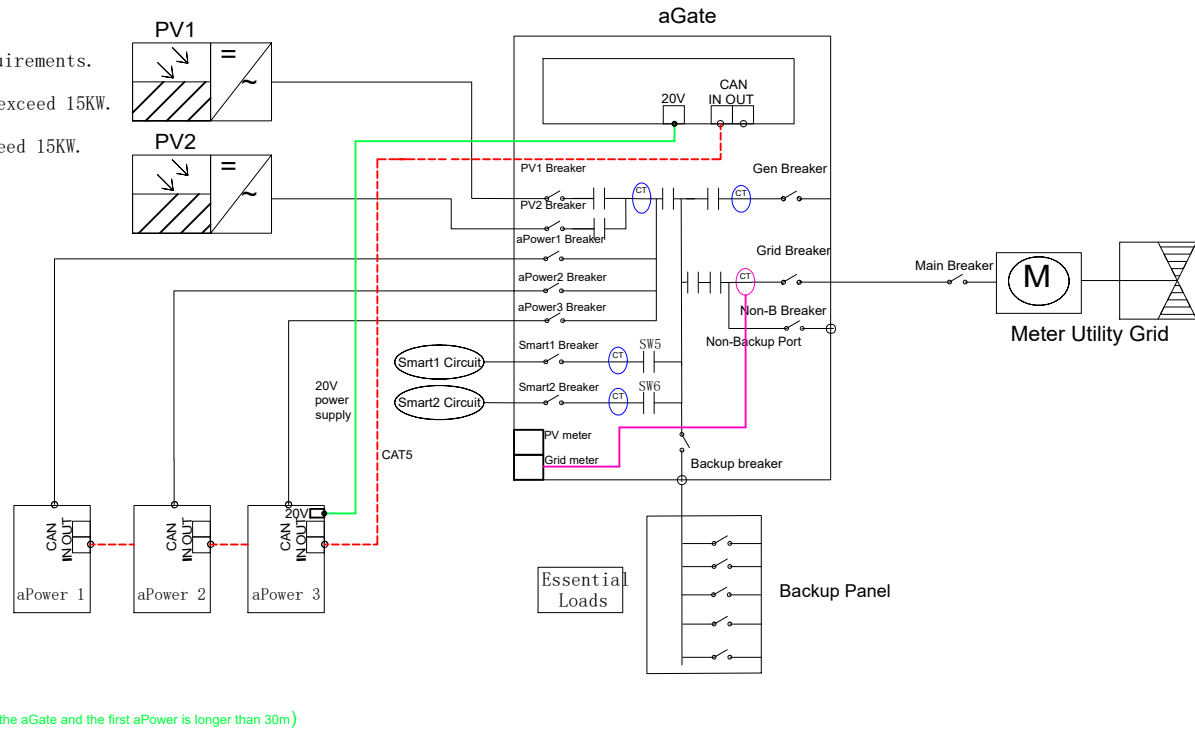 aGate
PV1
uirements.
=
~
exceed 15KW.
eed 15KW.
CAN
20V
IN OUT
PV2
=
~
PV1 Breaker
Gen Breaker
CT
CT
PV2 Breaker
aPower1 Breaker
Grid Breaker
Main Breaker
aPower2 Breaker
CT
M
aPower3 Breaker
Non-B Breaker
Meter Utility Grid
Non-Backup Port
Smart1 Breaker
SW5
CT
Smart1 Circuit
Smart2 Breaker
SW6
CT
Smart2 Circuit
20V
power
supply
PV meter
CAT5
Grid meter
Backup breaker
20V
CAN
IN OUT
CAN
IN OUT
CAN
IN OUT
aPower 1
aPower 2
aPower 3
Essential
Loads
Backup Panel
the aGate and the first aPower is longer than 30m)